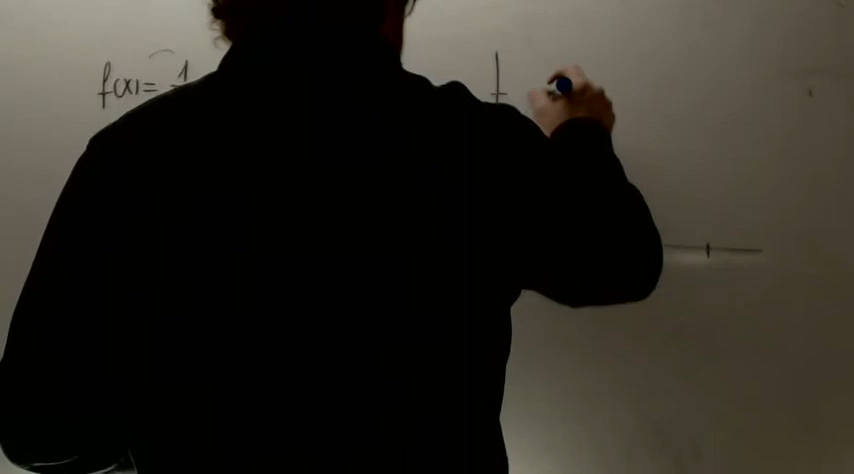 f(x) = 1